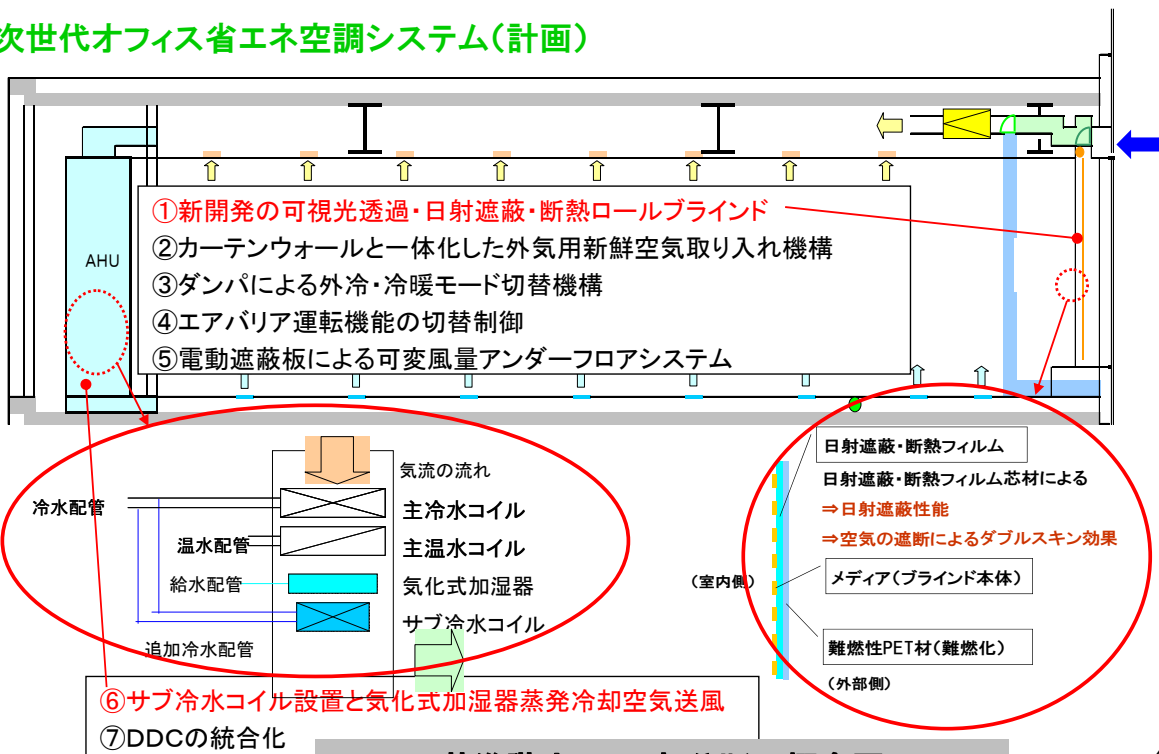 次世代オフィス省エネ空調システム(計画)
AHU
①新開発の可視光透過・日射遮蔽・断熱ロールブラインド
②カーテンウォールと一体化した外気用新鮮空気取り入れ機構
③ダンパによる外冷・冷暖モード切替機構
④エアバリア運転機能の切替制御
⑤電動遮蔽板による可変風量アンダーフロアシステム
気流の流れ
冷水配管
主冷水コイル
温水配管
主温水コイル
給水配管
気化式加湿器
サブ冷水コイル
追加冷水配管
日射遮蔽・断熱フィルム
日射遮蔽・断熱フィルム芯材による
⇒日射遮蔽性能
⇒空気の遮断によるダブルスキン効果
(室内側)
メディア(ブラインド本体)
難燃性PET材(難燃化)
(外部側)
⑥サブ冷水コイル設置と気化式加湿器蒸発冷却空気送風
⑦DDCの統合化